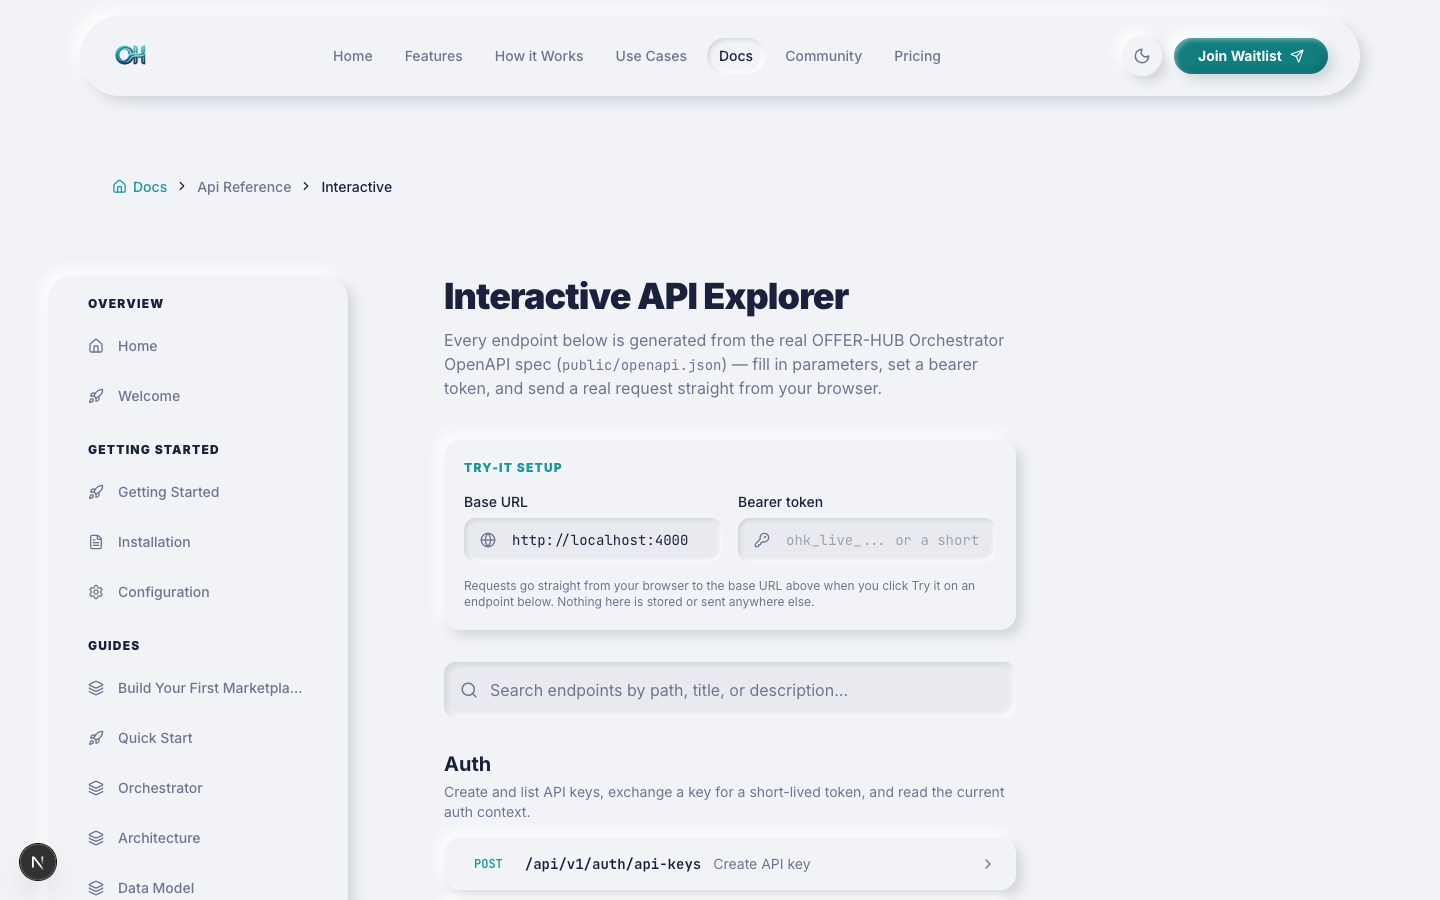 OH
Home
Features
How it Works
Use Cases
Docs
Community
Pricing
Join Waitlist
Docs
Api Reference
Interactive
OVERVIEW
Home
Welcome
GETTING STARTED
Getting Started
Installation
Configuration
GUIDES
Build Your First Marketpla...
Quick Start
Orchestrator
Architecture
Data Model
N
Interactive API Explorer
Every endpoint below is generated from the real OFFER-HUB Orchestrator
OpenAPI spec (public/openapi.json) — fill in parameters, set a bearer
token, and send a real request straight from your browser.
TRY-IT SETUP
Base URL
Bearer token
http://localhost:4000
ohk_live_... or a short
Requests go straight from your browser to the base URL above when you click Try it on an
endpoint below. Nothing here is stored or sent anywhere else.
Search endpoints by path, title, or description...
Auth
Create and list API keys, exchange a key for a short-lived token, and read the current
auth context.
POST /api/v1/auth/api-keys Create API key